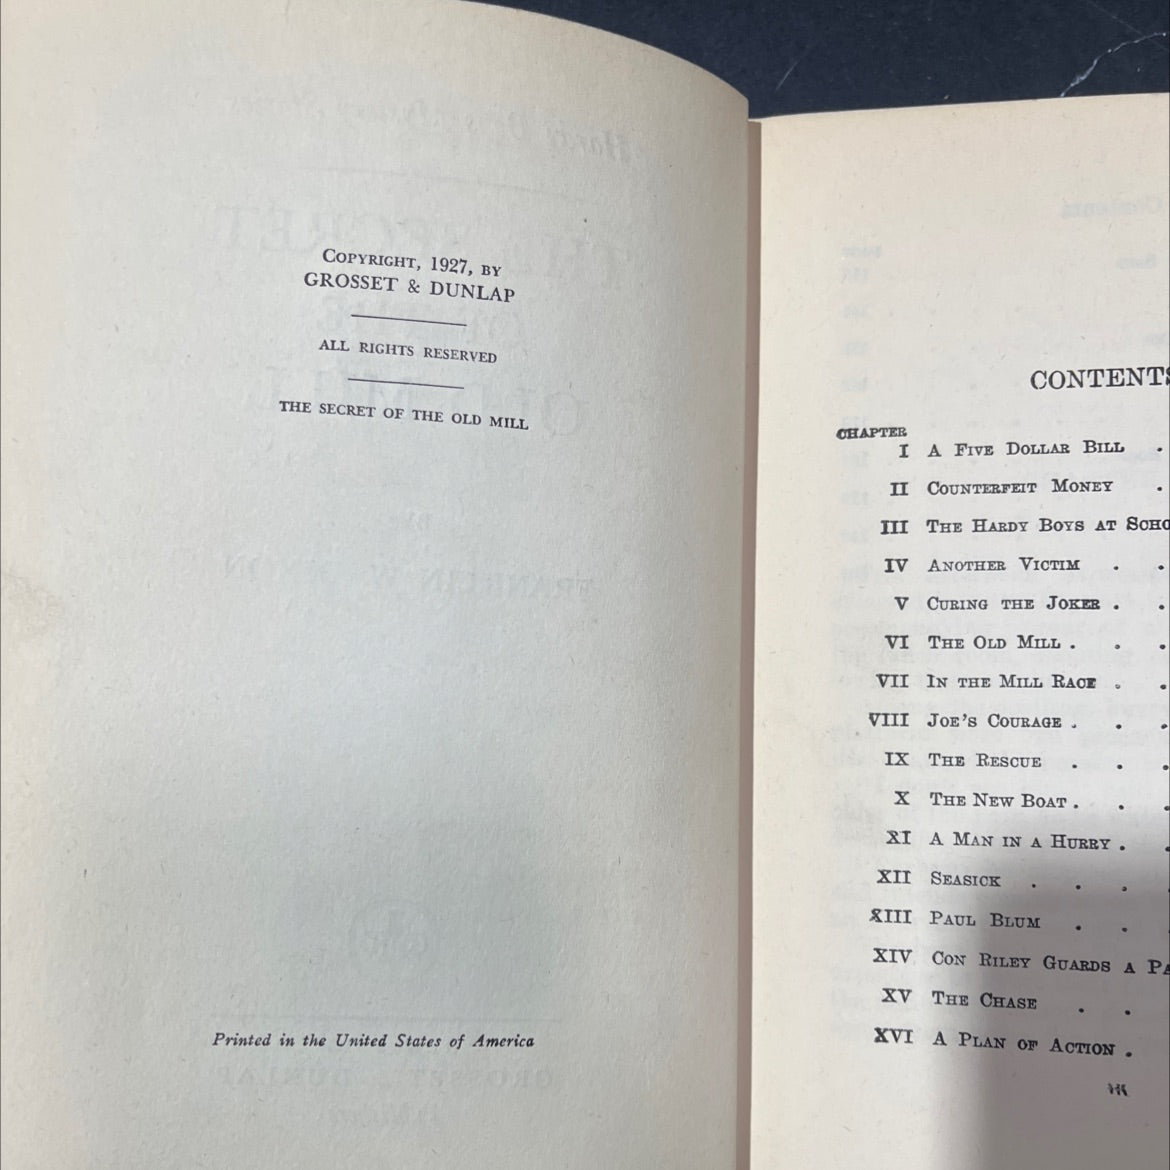 COPYRIGHT, 1927, BY
GROSSET & DUNLAP
ALL RIGHTS RESERVED
THE SECRET OF THE OLD MILL
Printed in the United States of America
CONTENTS
CHAPTER
I A FIVE DOLLAR BILL .
II COUNTERFEIT MONEY .
III THE HARDY BOYS AT SCHO
IV ANOTHER VICTIM . .
V CURING THE JOKER . .
VI THE OLD MILL . . .
VII IN THE MILL RACE . .
VIII JOE'S COURAGE . . .
IX THE RESCUE . . .
X THE NEW BOAT . . .
XI A MAN IN A HURRY . .
XII SEASICK . . . .
XIII PAUL BLUM . . .
XIV CON RILEY GUARDS A PA
XV THE CHASE . .
XVI A PLAN OF ACTION .